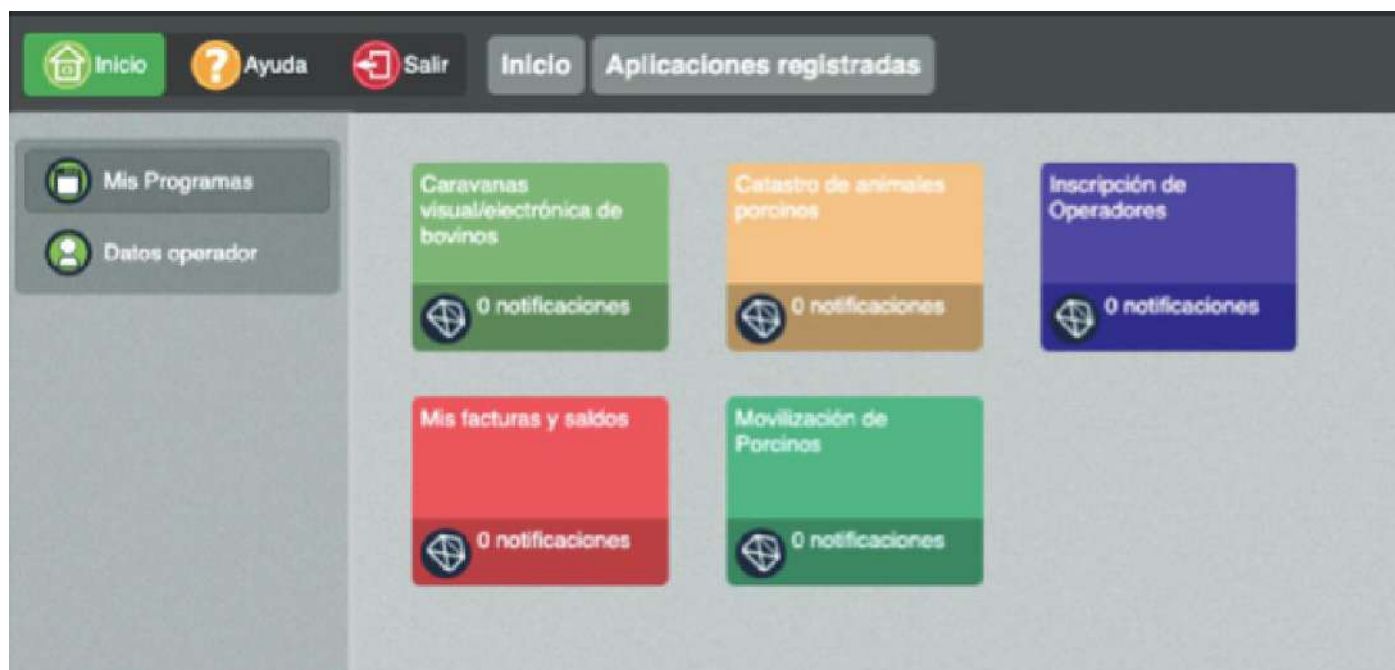 Inicio
Ayuda
Salir
Inicio
Aplicaciones registradas
Mis Programas
Datos operador
Caravanas
visual/electrónica de
bovinos
0 notificaciones
Catastro de animales
porcinos
0 notificaciones
Inscripción de
Operadores
0 notificaciones
Mis facturas y saldos
0 notificaciones
Movilización de
Porcinos
0 notificaciones